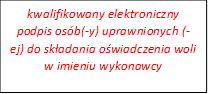 kwalifikowany elektroniczny
podpis osób(-y) uprawnionych (-
ej) do składania oświadczenia woli
w imieniu wykonawcy